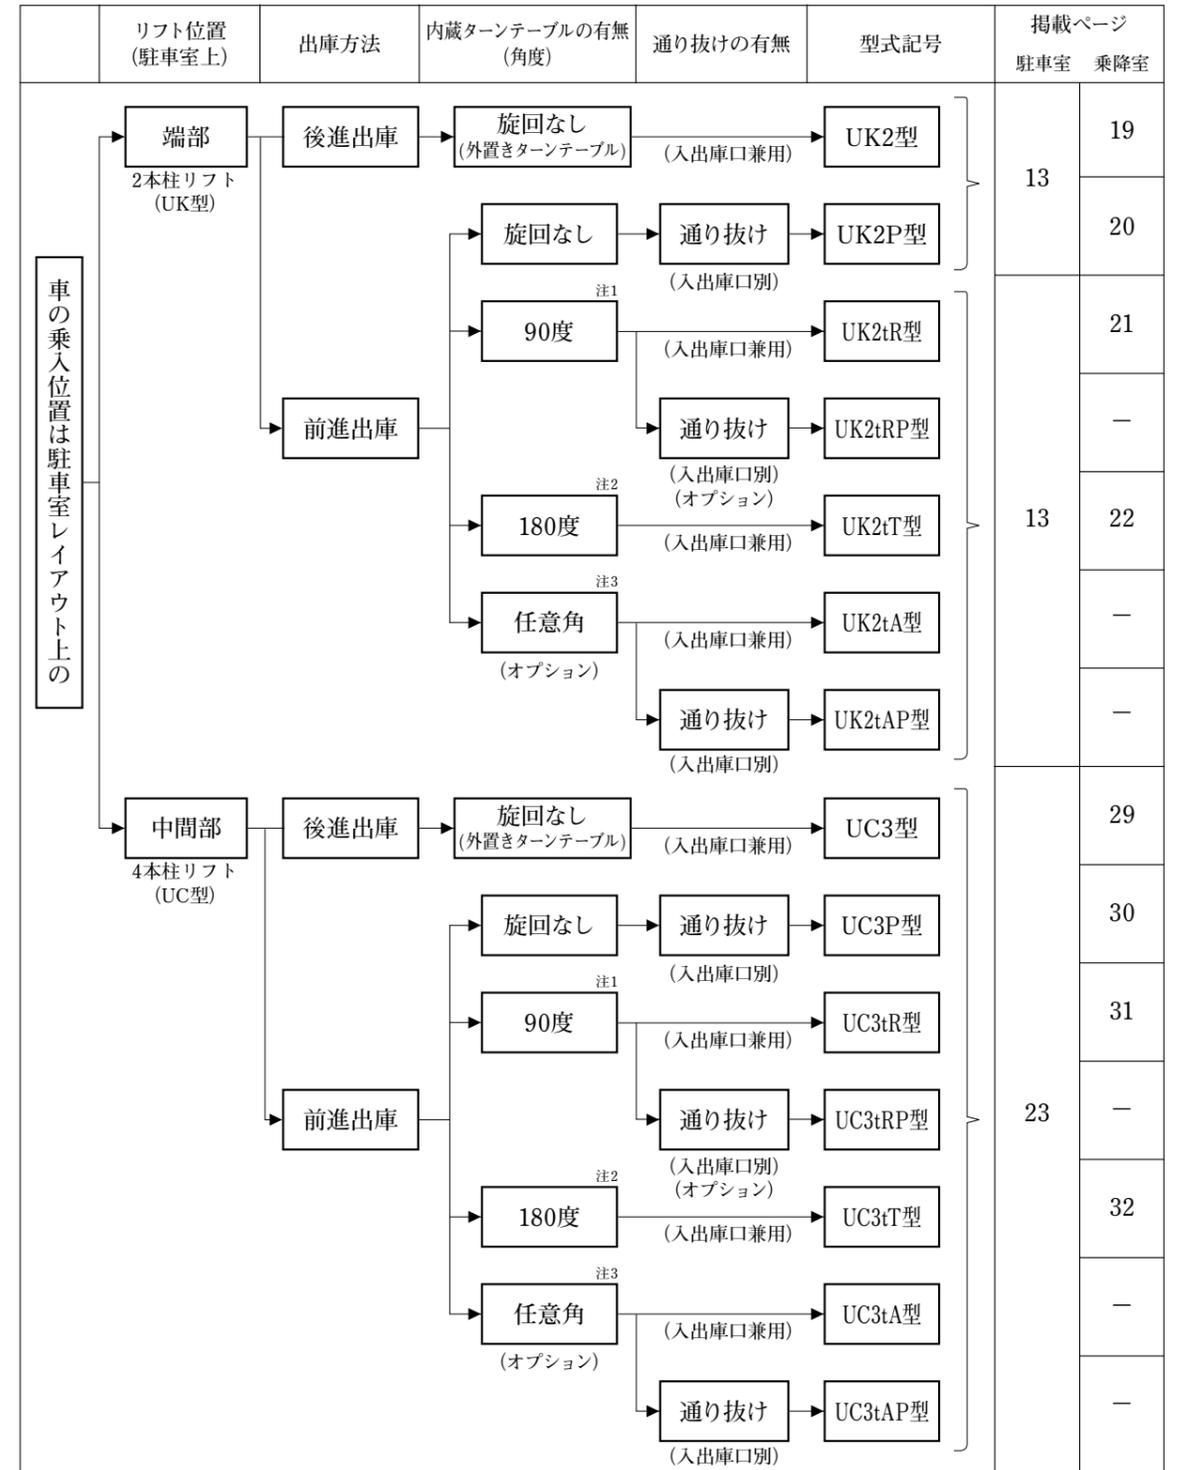 リフト位置
(駐車室上)
出庫方法
内蔵ターンテーブルの有無
(角度)
通り抜けの有無
型式記号
掲載ページ
駐車室
乗降室
車の乗入位置は駐車室レイアウト上の
端部
2本柱リフト
(UK型)
後進出庫
旋回なし
(外置きターンテーブル)
(入出庫口兼用)
UK2型
13
19
旋回なし
通り抜け
(入出庫口別)
UK2P型
20
前進出庫
注1
90度
(入出庫口兼用)
UK2tR型
21
通り抜け
(入出庫口別)
(オプション)
UK2tRP型
—
注2
180度
(入出庫口兼用)
UK2tT型
13
22
注3
任意角
(オプション)
(入出庫口兼用)
UK2tA型
—
通り抜け
(入出庫口別)
UK2tAP型
—
中間部
4本柱リフト
(UC型)
後進出庫
旋回なし
(外置きターンテーブル)
(入出庫口兼用)
UC3型
29
旋回なし
通り抜け
(入出庫口別)
UC3P型
30
前進出庫
注1
90度
(入出庫口兼用)
UC3tR型
31
通り抜け
(入出庫口別)
(オプション)
UC3tRP型
23
—
注2
180度
(入出庫口兼用)
UC3tT型
32
注3
任意角
(オプション)
(入出庫口兼用)
UC3tA型
—
通り抜け
(入出庫口別)
UC3tAP型
—